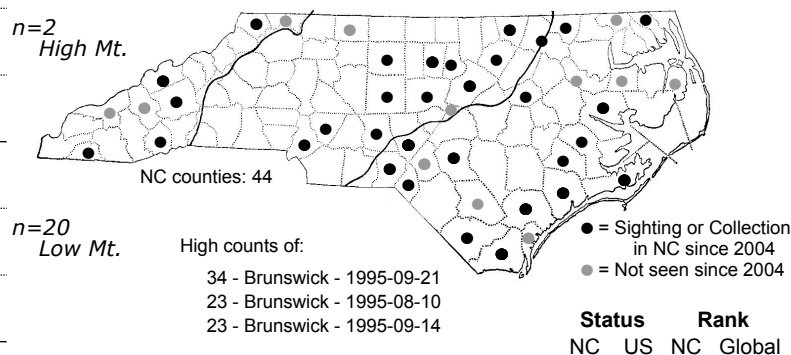 n=2
High Mt.
NC counties: 44
n=20
Low Mt.
High counts of:
34 - Brunswick - 1995-09-21
23 - Brunswick - 1995-08-10
23 - Brunswick - 1995-09-14
● = Sighting or Collection
in NC since 2004
● = Not seen since 2004
Status Rank
NC US NC Global